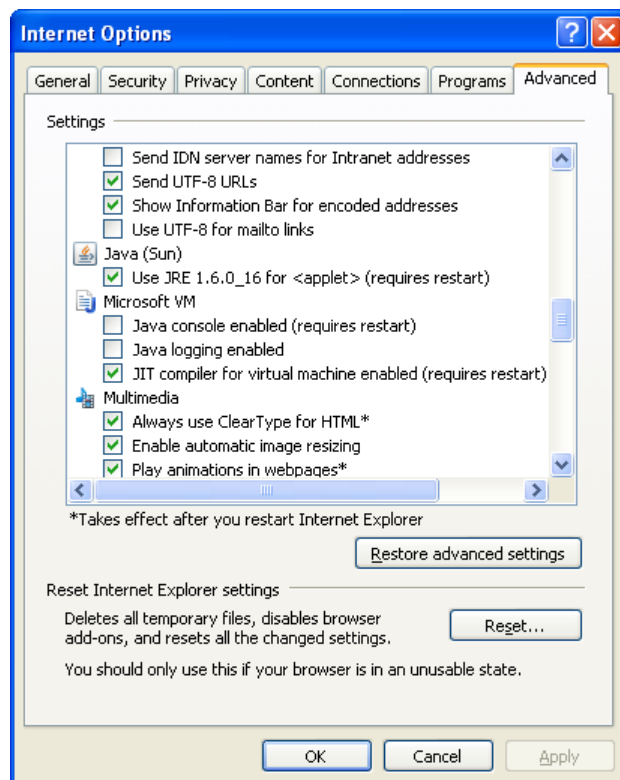 Internet Options
General Security Privacy Content Connections Programs Advanced
Settings
Send IDN server names for Intranet addresses
Send UTF-8 URLs
Show Information Bar for encoded addresses
Use UTF-8 for mailto links
Java (Sun)
Use JRE 1.6.0_16 for <applet> (requires restart)
Microsoft VM
Java console enabled (requires restart)
Java logging enabled
JIT compiler for virtual machine enabled (requires restart)
Multimedia
Always use ClearType for HTML*
Enable automatic image resizing
Play animations in webpages*
*Takes effect after you restart Internet Explorer
Restore advanced settings
Reset Internet Explorer settings
Deletes all temporary files, disables browser
add-ons, and resets all the changed settings.
Reset...
You should only use this if your browser is in an unusable state.
OK Cancel Apply